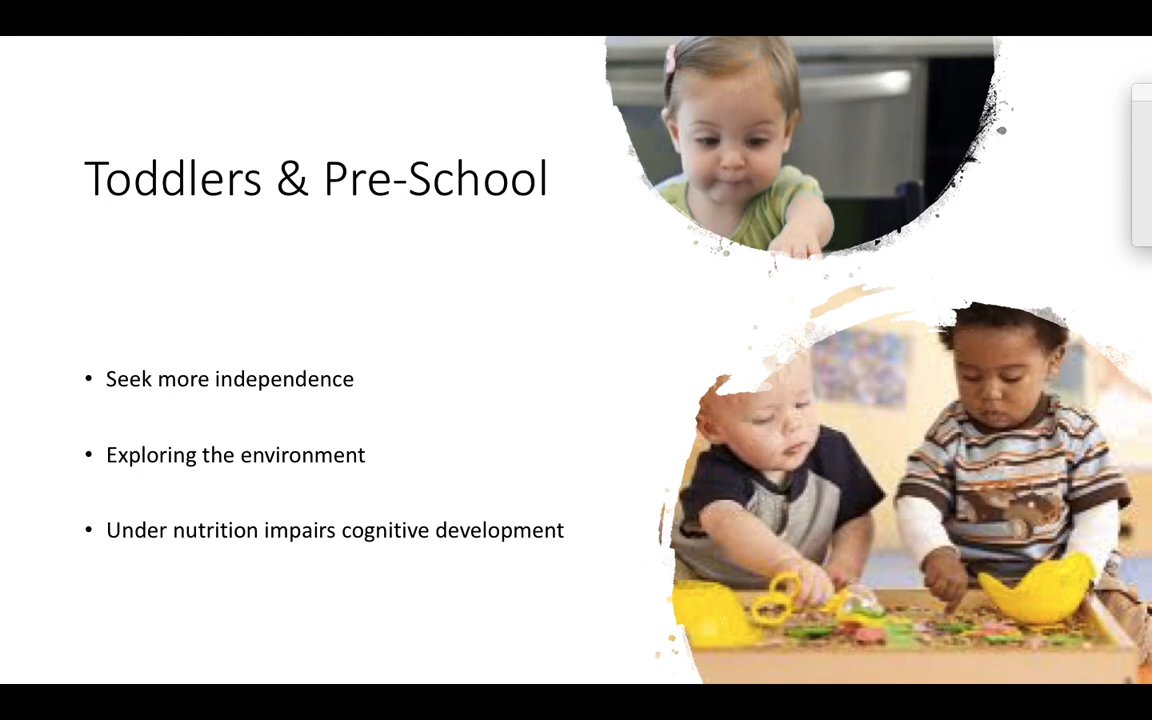 Toddlers & Pre-School
• Seek more independence
• Exploring the environment
• Under nutrition impairs cognitive development